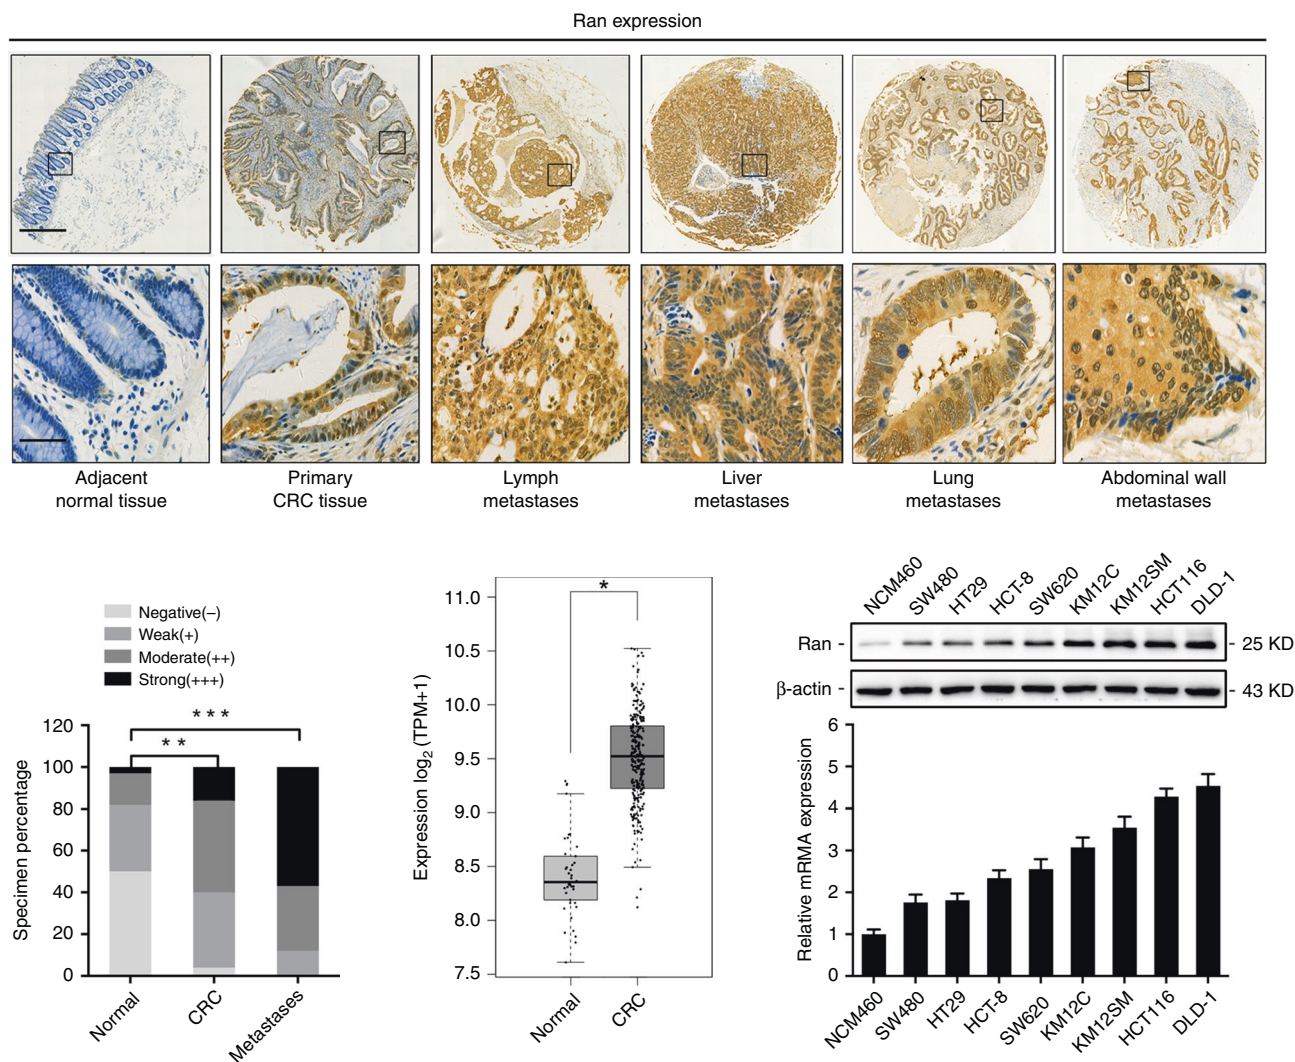 Ran expression
Adjacent
normal tissue
Primary
CRC tissue
Lymph
metastases
Liver
metastases
Lung
metastases
Abdominal wall
metastases
Negative(–)
Weak(+)
Moderate(++)
Strong(+++)
***
**
120
100
80
60
40
20
0
Specimen percentage
Normal
CRC
Metastases
*
11.0
10.5
10.0
9.5
9.0
8.5
8.0
7.5
Expression log2 (TPM+1)
Normal
CRC
NCM460
SW480
HT29
HCT-8
SW620
KM12C
KM12SM
HCT116
DLD-1
Ran - - 25 KD
β-actin - - 43 KD
6
5
4
3
2
1
0
Relative mRMA expression
NCM460
SW480
HT29
HCT-8
SW620
KM12C
KM12SM
HCT116
DLD-1